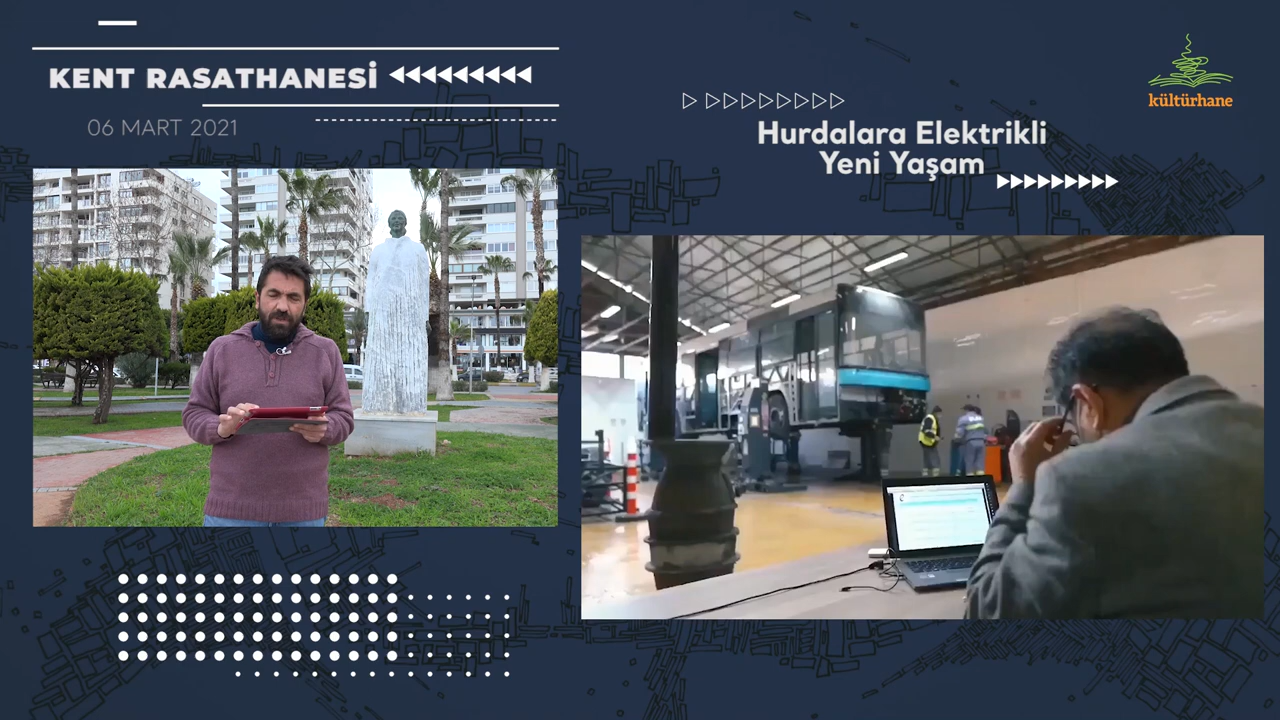 KENT RASATHANESİ
06 MART 2021
kültürhane
Hurdalara Elektrikli
Yeni Yaşam